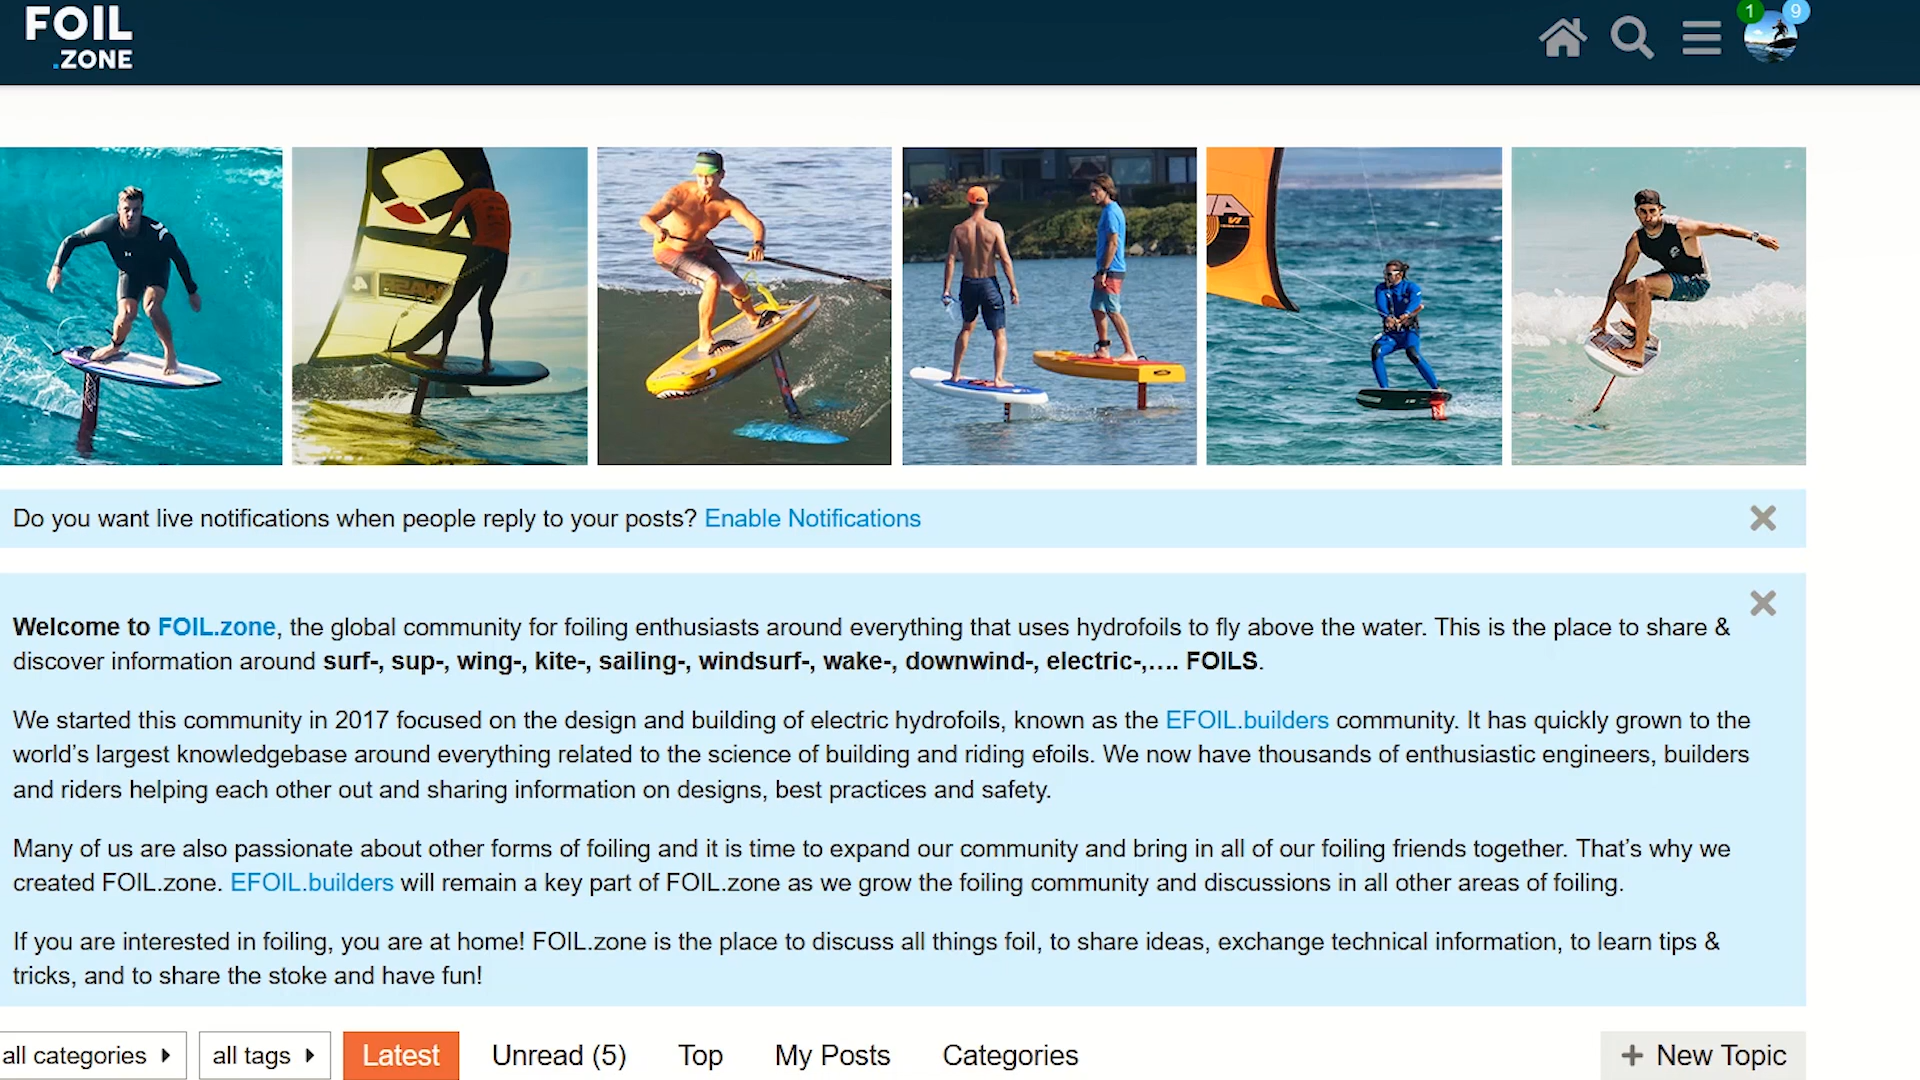 FOIL
.ZONE
1
9
VI
Do you want live notifications when people reply to your posts? Enable Notifications
Welcome to FOIL.zone, the global community for foiling enthusiasts around everything that uses hydrofoils to fly above the water. This is the place to share &
discover information around surf-, sup-, wing-, kite-, sailing-, windsurf-, wake-, downwind-, electric-,.... FOILS.
We started this community in 2017 focused on the design and building of electric hydrofoils, known as the EFOIL.builders community. It has quickly grown to the
world’s largest knowledgebase around everything related to the science of building and riding efoils. We now have thousands of enthusiastic engineers, builders
and riders helping each other out and sharing information on designs, best practices and safety.
Many of us are also passionate about other forms of foiling and it is time to expand our community and bring in all of our foiling friends together. That’s why we
created FOIL.zone. EFOIL.builders will remain a key part of FOIL.zone as we grow the foiling community and discussions in all other areas of foiling.
If you are interested in foiling, you are at home! FOIL.zone is the place to discuss all things foil, to share ideas, exchange technical information, to learn tips &
tricks, and to share the stoke and have fun!
all categories all tags Latest Unread (5) Top My Posts Categories + New Topic